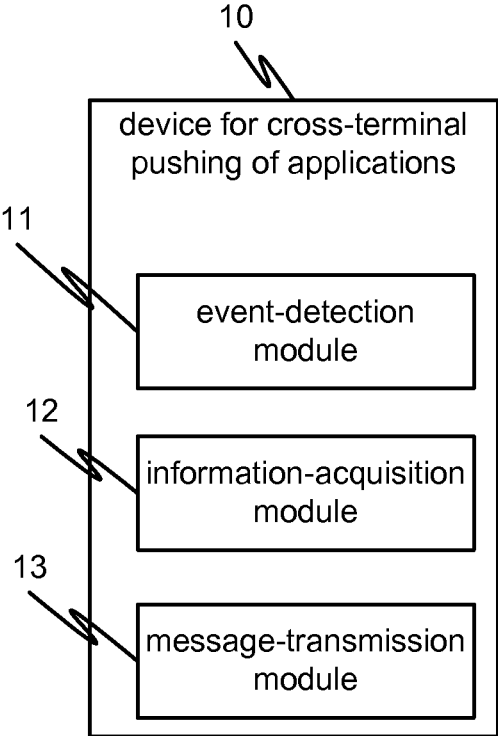 10
device for cross-terminal
pushing of applications
11
event-detection
module
12
information-acquisition
module
13
message-transmission
module